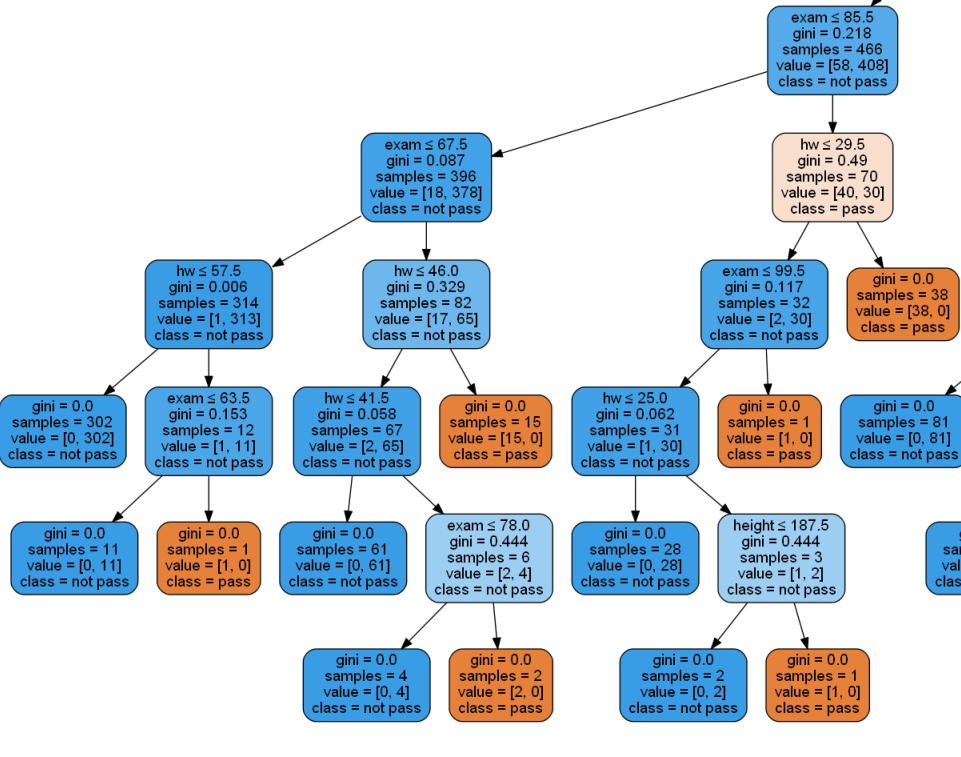 exam ≤ 85.5
gini = 0.218
samples = 466
value = [58, 408]
class = not pass
exam ≤ 67.5
gini = 0.087
samples = 396
value = [18, 378]
class = not pass
hw ≤ 29.5
gini = 0.49
samples = 70
value = [40, 30]
class = pass
hw ≤ 57.5
gini = 0.006
samples = 314
value = [1, 313]
class = not pass
hw ≤ 46.0
gini = 0.329
samples = 82
value = [17, 65]
class = not pass
exam ≤ 99.5
gini = 0.117
samples = 32
value = [2, 30]
class = not pass
gini = 0.0
samples = 38
value = [38, 0]
class = pass
gini = 0.0
samples = 302
value = [0, 302]
class = not pass
exam ≤ 63.5
gini = 0.153
samples = 12
value = [1, 11]
class = not pass
hw ≤ 41.5
gini = 0.058
samples = 67
value = [2, 65]
class = not pass
gini = 0.0
samples = 15
value = [15, 0]
class = pass
hw ≤ 25.0
gini = 0.062
samples = 31
value = [1, 30]
class = not pass
gini = 0.0
samples = 1
value = [1, 0]
class = pass
gini = 0.0
samples = 81
value = [0, 81]
class = not pass
gini = 0.0
samples = 11
value = [0, 11]
class = not pass
gini = 0.0
samples = 1
value = [1, 0]
class = pass
gini = 0.0
samples = 61
value = [0, 61]
class = not pass
exam ≤ 78.0
gini = 0.444
samples = 6
value = [2, 4]
class = not pass
gini = 0.0
samples = 28
value = [0, 28]
class = not pass
height ≤ 187.5
gini = 0.444
samples = 3
value = [1, 2]
class = not pass
gini = 0.0
samples = 4
value = [0, 4]
class = not pass
gini = 0.0
samples = 2
value = [2, 0]
class = pass
gini = 0.0
samples = 2
value = [0, 2]
class = not pass
gini = 0.0
samples = 1
value = [1, 0]
class = pass